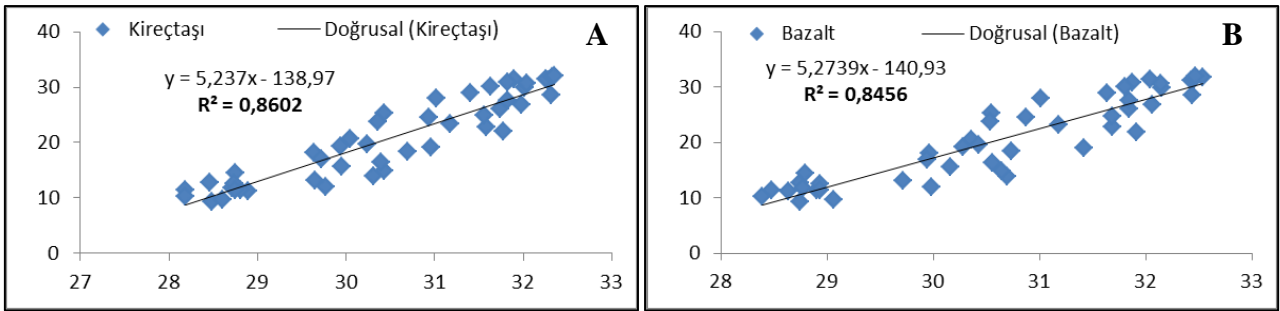 Kireçtaşı Doğrusal (Kireçtaşı) A
y = 5,237x - 138,97
R² = 0,8602
40
30
20
10
0
27 28 29 30 31 32 33
Bazalt Doğrusal (Bazalt) B
y = 5,2739x - 140,93
R² = 0,8456
40
30
20
10
0
28 29 30 31 32 33